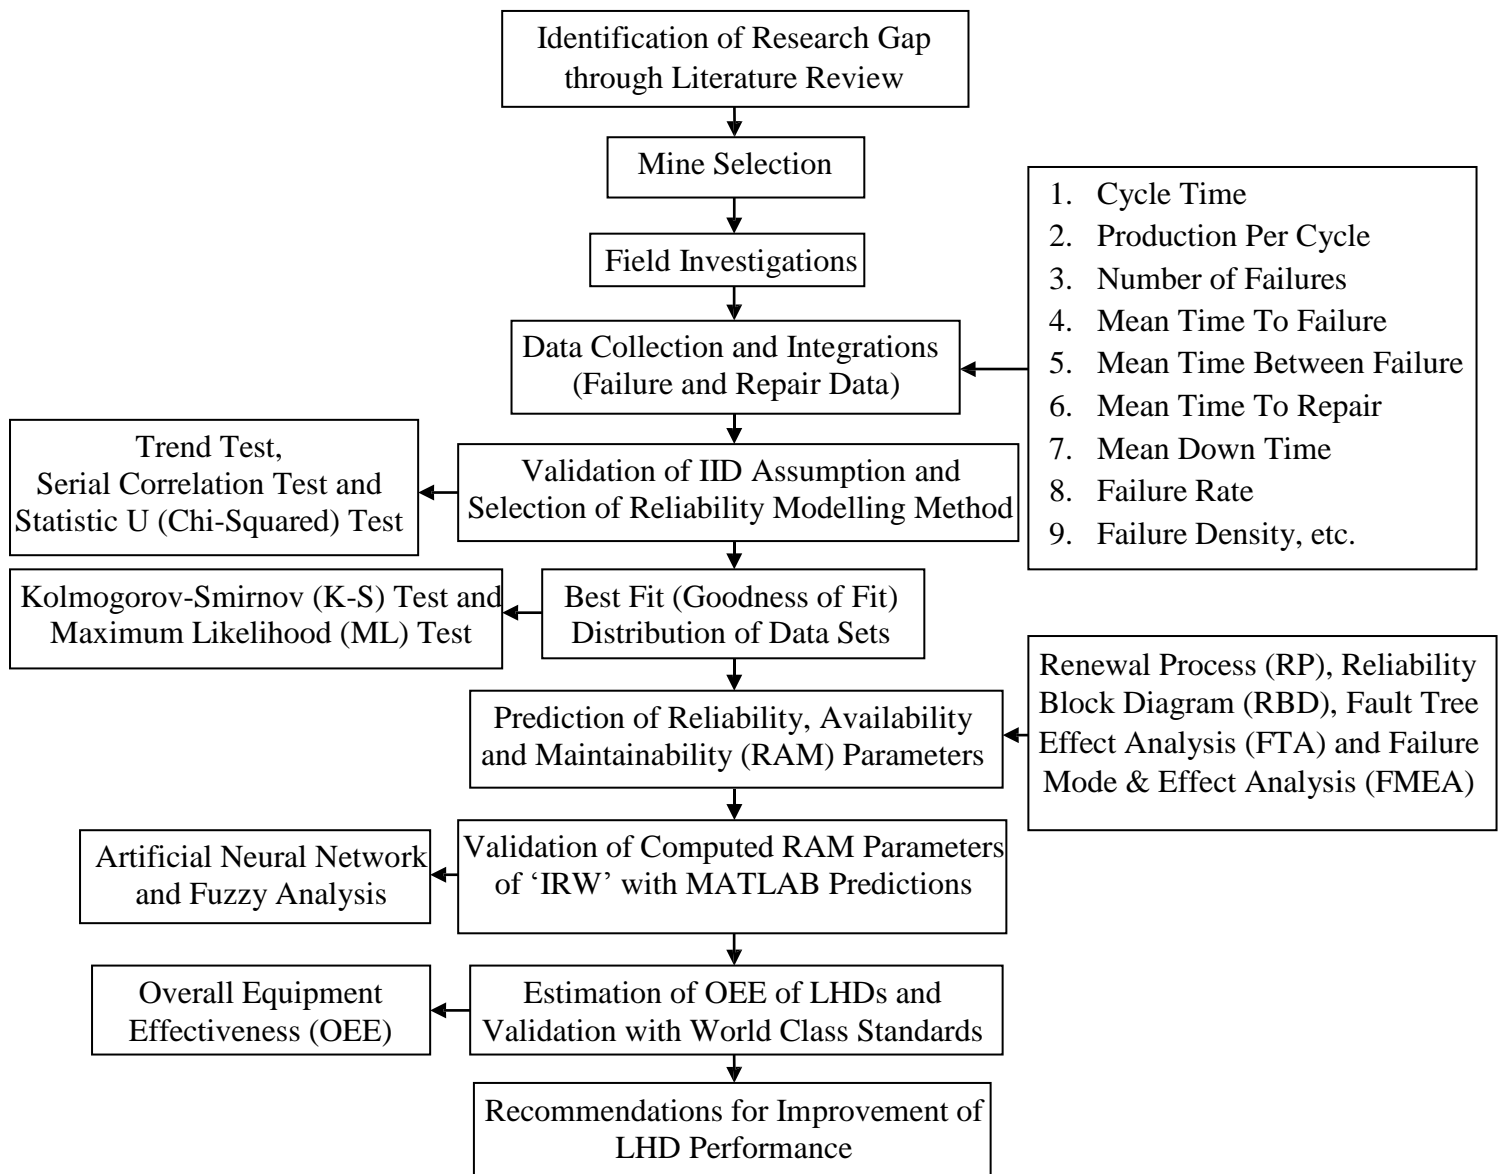 Identification of Research Gap
through Literature Review
Mine Selection
Field Investigations
Data Collection and Integrations
(Failure and Repair Data)
1. Cycle Time
2. Production Per Cycle
3. Number of Failures
4. Mean Time To Failure
5. Mean Time Between Failure
6. Mean Time To Repair
7. Mean Down Time
8. Failure Rate
9. Failure Density, etc.
Validation of IID Assumption and
Selection of Reliability Modelling Method
Trend Test,
Serial Correlation Test and
Statistic U (Chi-Squared) Test
Best Fit (Goodness of Fit)
Distribution of Data Sets
Kolmogorov-Smirnov (K-S) Test and
Maximum Likelihood (ML) Test
Prediction of Reliability, Availability
and Maintainability (RAM) Parameters
Renewal Process (RP), Reliability
Block Diagram (RBD), Fault Tree
Effect Analysis (FTA) and Failure
Mode & Effect Analysis (FMEA)
Validation of Computed RAM Parameters
of ‘IRW’ with MATLAB Predictions
Artificial Neural Network
and Fuzzy Analysis
Estimation of OEE of LHDs and
Validation with World Class Standards
Overall Equipment
Effectiveness (OEE)
Recommendations for Improvement of
LHD Performance